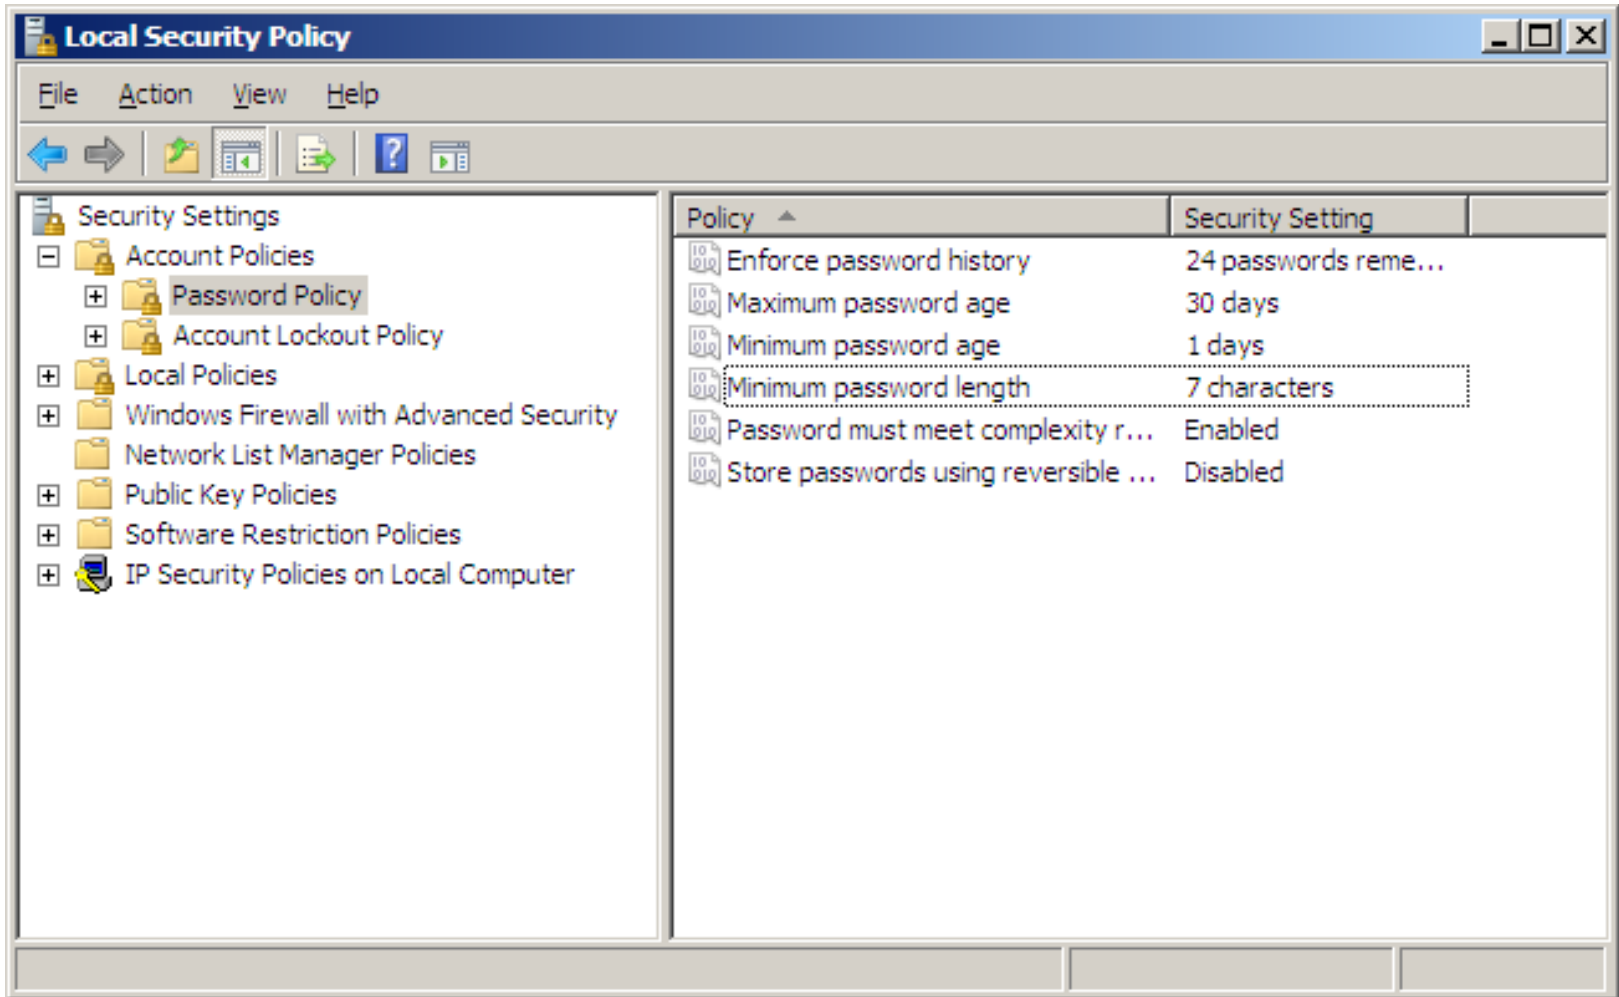 Local Security Policy
File Action View Help
Security Settings
Account Policies
Password Policy
Account Lockout Policy
Local Policies
Windows Firewall with Advanced Security
Network List Manager Policies
Public Key Policies
Software Restriction Policies
IP Security Policies on Local Computer
Policy Security Setting
Enforce password history 24 passwords reme...
Maximum password age 30 days
Minimum password age 1 days
Minimum password length 7 characters
Password must meet complexity r... Enabled
Store passwords using reversible ... Disabled